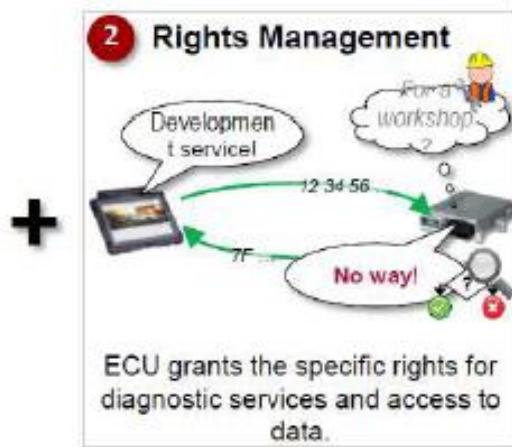 +
2 Rights Management
Developmen
t service!
For a
workshop
?
12 34 56 ...
7F ...
No way!
?
ECU grants the specific rights for
diagnostic services and access to
data.